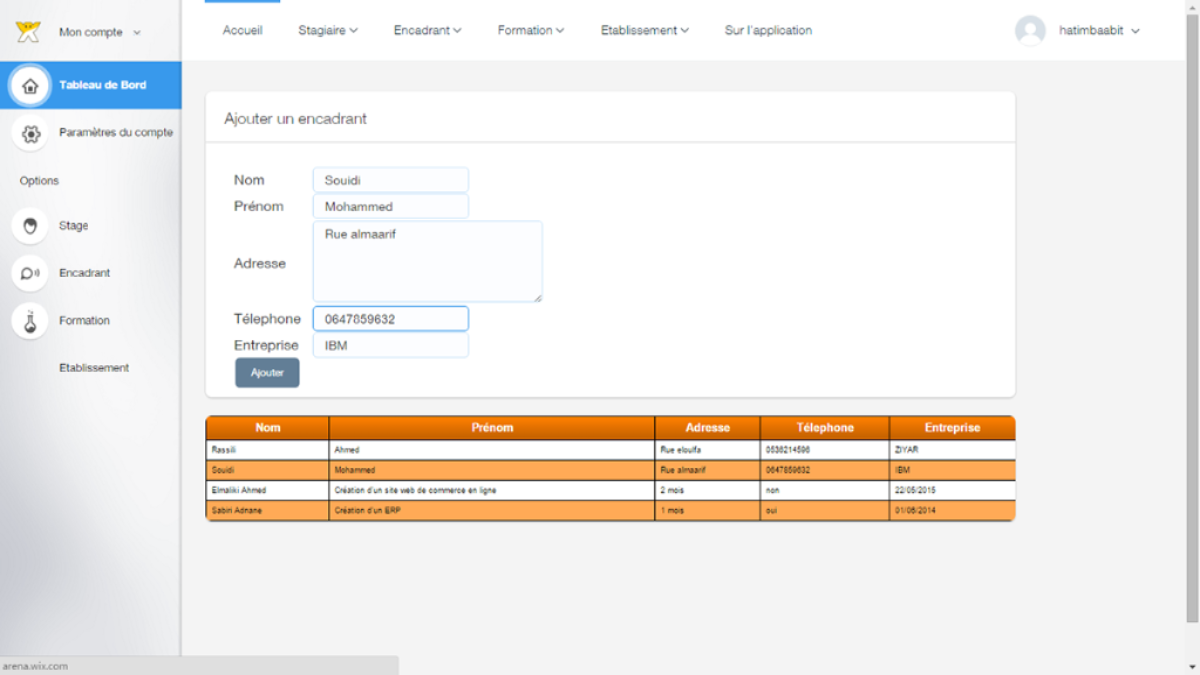 Mon compte
Accueil Stagiaire Encadrant Formation Etablissement Sur l'application
hatimbaabit
Tableau de Bord
Paramètres du compte
Options
Stage
Encadrant
Formation
Etablissement
Ajouter un encadrant
Nom Souidi
Prénom Mohammed
Adresse Rue almaarif
Télephone 0647859632
Entreprise IBM
Ajouter
Nom Prénom Adresse Télephone Entreprise
Rassili Ahmed Rue eloulfa 0536214596 ZIYAR
Souidi Mohammed Rue almaarif 0647859632 IBM
Elmaliki Ahmed Création d'un site web de commerce en ligne 2 mois non 22/05/2015
Sabiri Adnane Création d'un ERP 1 mois oui 01/06/2014
arena.wix.com